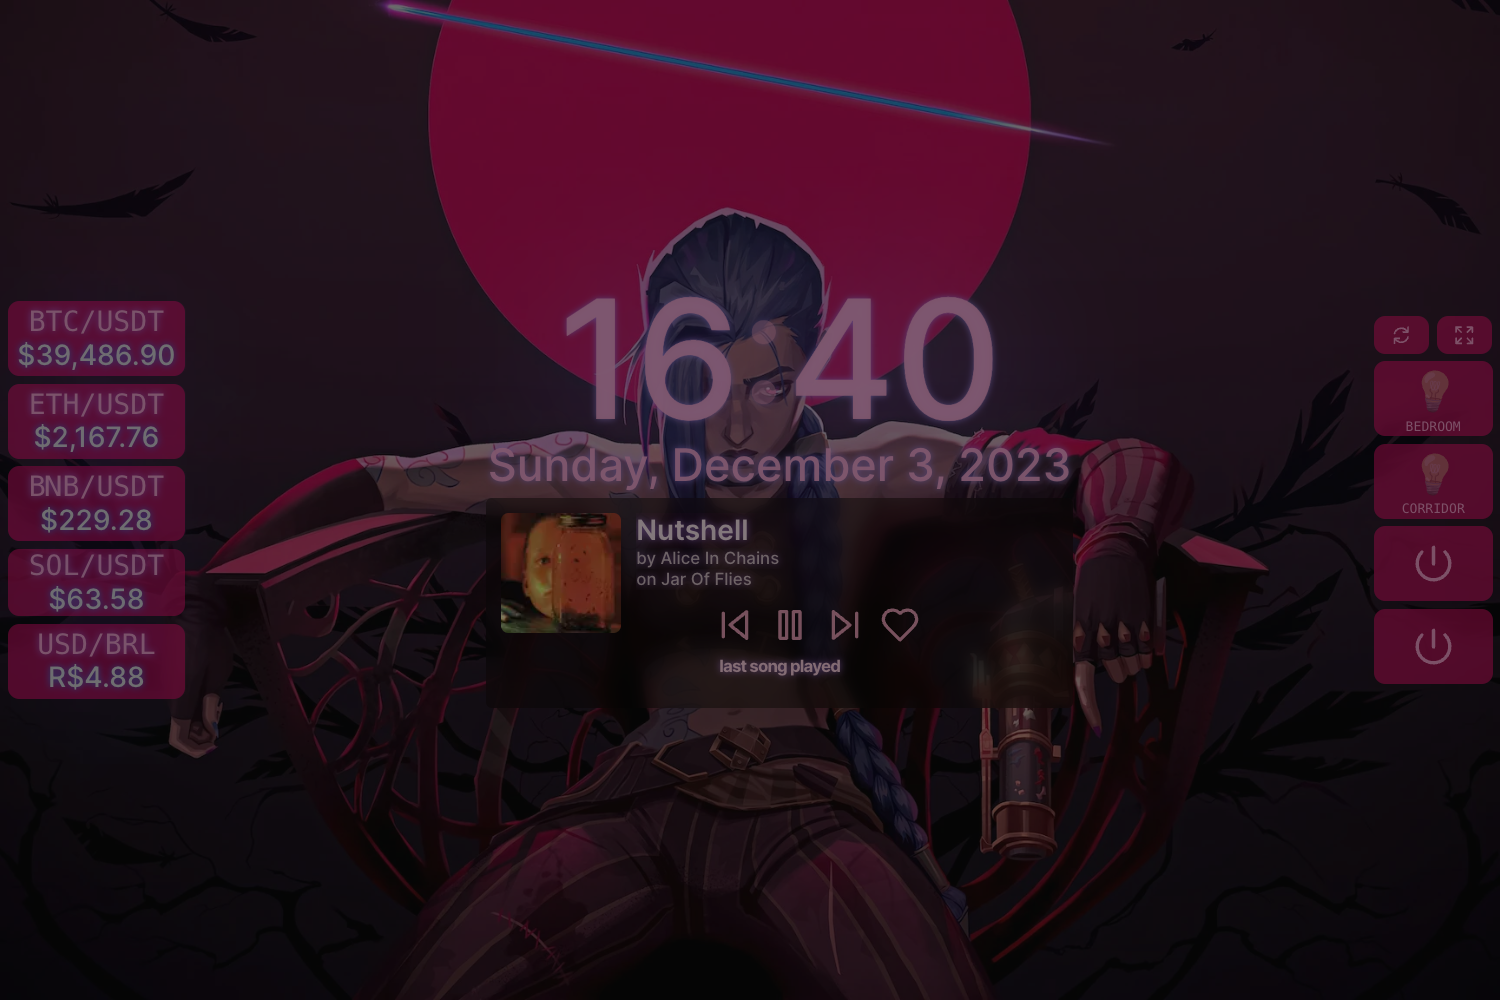 16:40
Sunday, December 3, 2023
BTC/USDT
$39,486.90
ETH/USDT
$2,167.76
BNB/USDT
$229.28
SOL/USDT
$63.58
USD/BRL
R$4.88
Nutshell
by Alice In Chains
on Jar Of Flies
last song played
BEDROOM
CORRIDOR